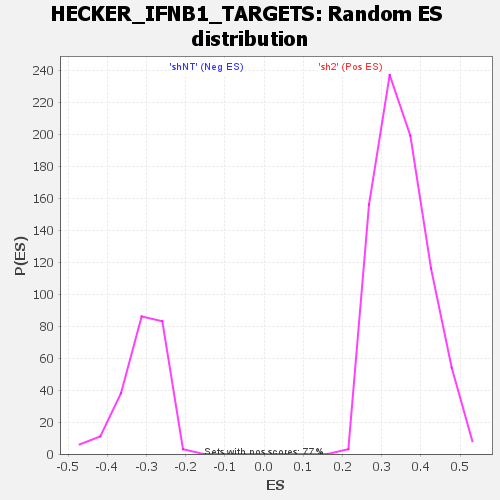 HECKER_IFNB1_TARGETS: Random ES
distribution
'shNT' (Neg ES)
'sh2' (Pos ES)
P(ES)
240
220
200
180
160
140
120
100
80
60
40
20
0
Sets with pos scores: 77%
-0.5 -0.4 -0.3 -0.2 -0.1 0.0 0.1 0.2 0.3 0.4 0.5
ES